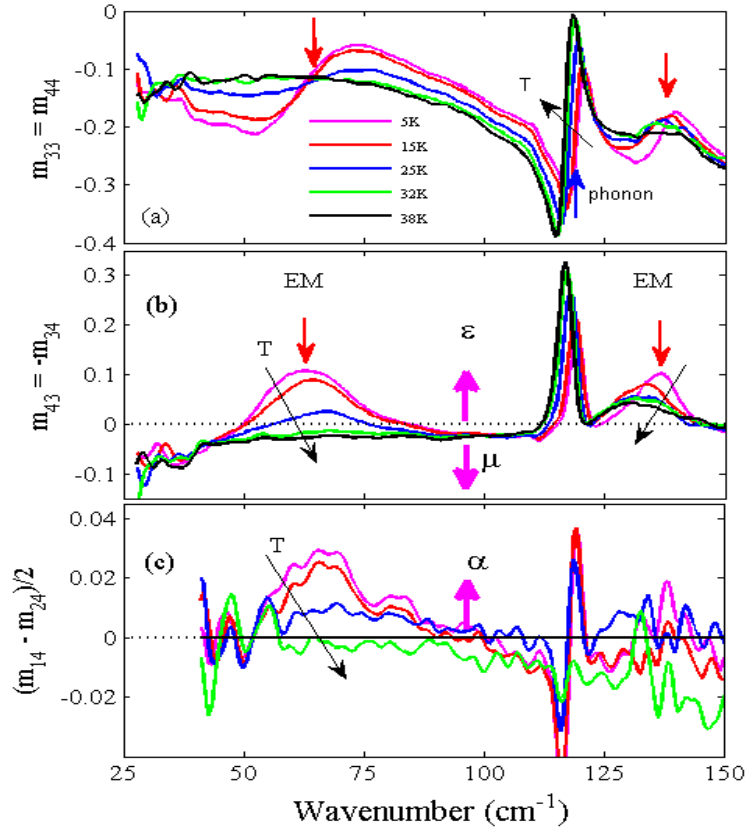 0
-0.1
-0.2
-0.3
-0.4
m33 = m44
T
5K
15K
25K
32K
38K
phonon
(a)
0.3
0.2
0.1
0
-0.1
m43 = -m34
(b)
EM
EM
T
T
ε
μ
0.04
0.02
0
-0.02
(m14 - m24)/2
(c)
T
α
25
50
75
100
125
150
Wavenumber (cm-1)